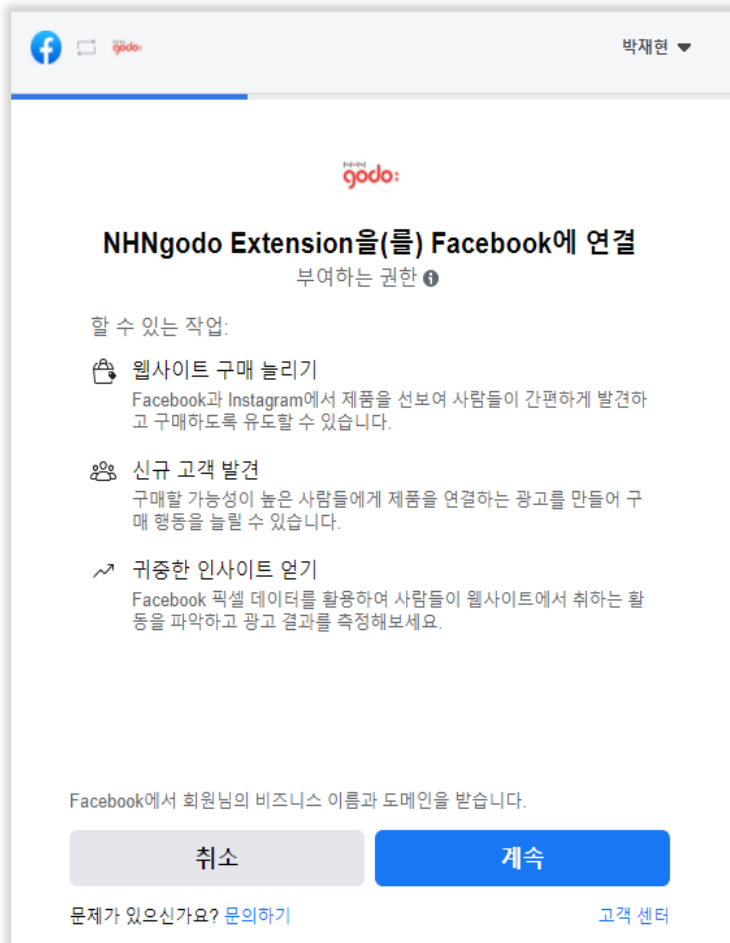 NHN godo:
박재현
NHN
godo:
NHNgodo Extension을(를) Facebook에 연결
부여하는 권한
할 수 있는 작업:
웹사이트 구매 늘리기
Facebook과 Instagram에서 제품을 선보여 사람들이 간편하게 발견하
고 구매하도록 유도할 수 있습니다.
신규 고객 발견
구매할 가능성이 높은 사람들에게 제품을 연결하는 광고를 만들어 구
매 행동을 늘릴 수 있습니다.
귀중한 인사이트 얻기
Facebook 픽셀 데이터를 활용하여 사람들이 웹사이트에서 취하는 활
동을 파악하고 광고 결과를 측정해보세요.
Facebook에서 회원님의 비즈니스 이름과 도메인을 받습니다.
취소 계속
문제가 있으신가요? 문의하기 고객 센터